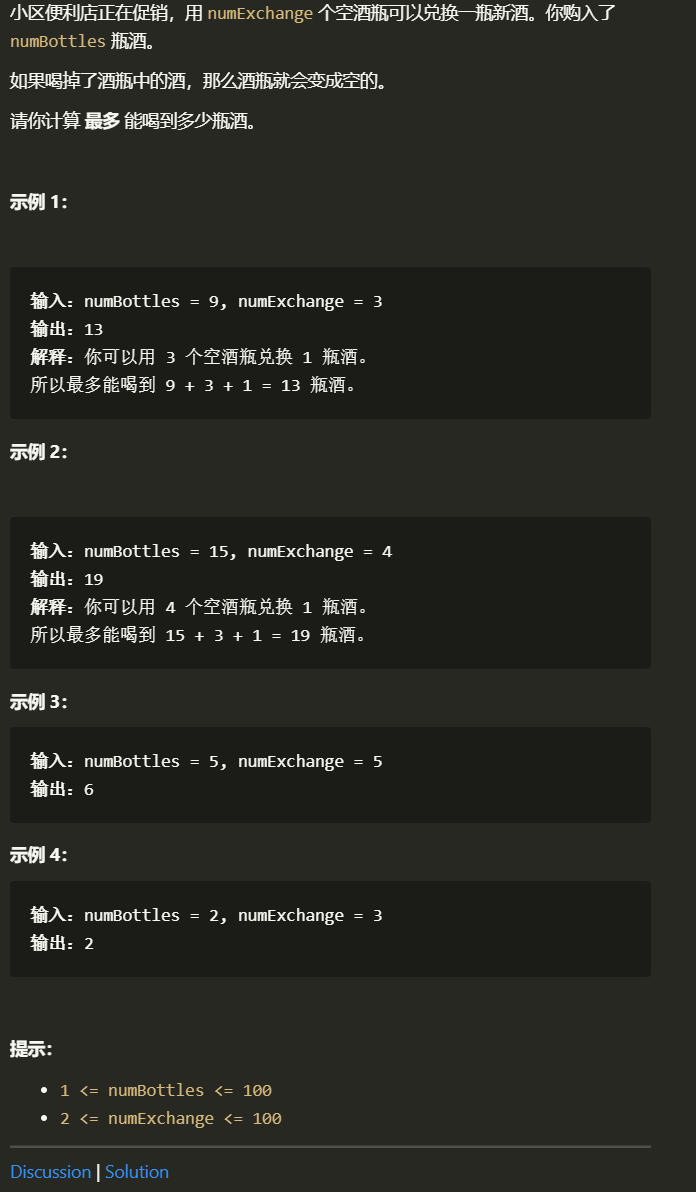 小区便利店正在促销，用 numExchange 个空酒瓶可以兑换一瓶新酒。你购入了
numBottles 瓶酒。
如果喝掉了酒瓶中的酒，那么酒瓶就会变成空的。
请你计算 最多 能喝到多少瓶酒。
示例 1：
输入：numBottles = 9, numExchange = 3
输出：13
解释：你可以用 3 个空酒瓶兑换 1 瓶酒。
所以最多能喝到 9 + 3 + 1 = 13 瓶酒。
示例 2：
输入：numBottles = 15, numExchange = 4
输出：19
解释：你可以用 4 个空酒瓶兑换 1 瓶酒。
所以最多能喝到 15 + 3 + 1 = 19 瓶酒。
示例 3：
输入：numBottles = 5, numExchange = 5
输出：6
示例 4：
输入：numBottles = 2, numExchange = 3
输出：2
提示：
• 1 <= numBottles <= 100
• 2 <= numExchange <= 100
Discussion | Solution